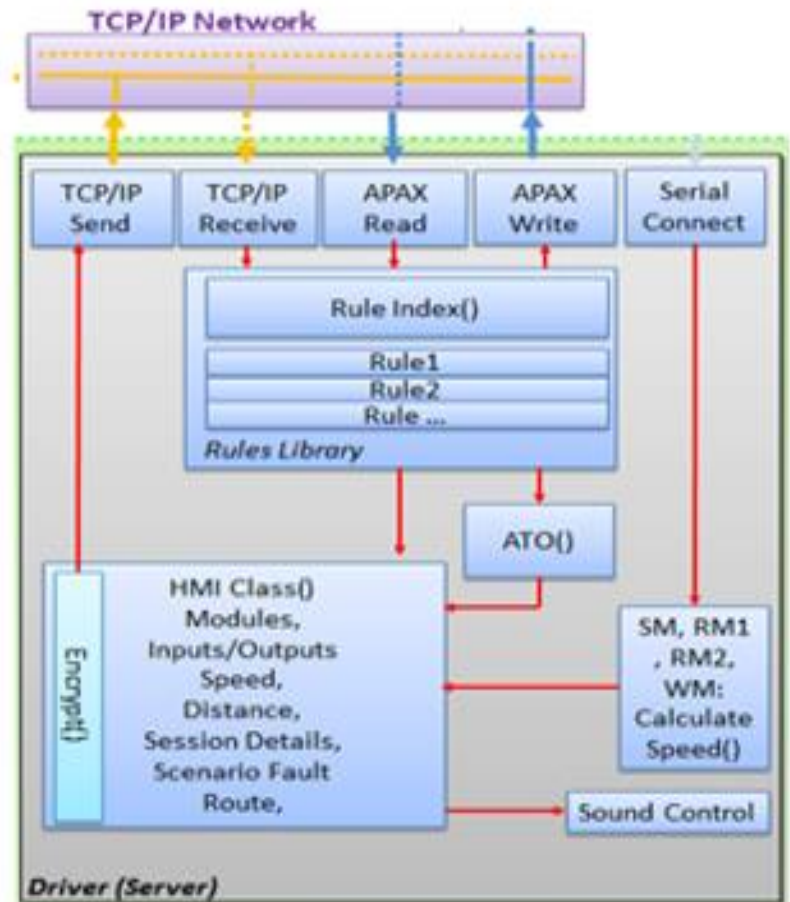 TCP/IP Network
TCP/IP
Send
TCP/IP
Receive
APAX
Read
APAX
Write
Serial
Connect
Rule Index()
Rule1
Rule2
Rule ...
Rules Library
ATO()
Encrypt()
HMI Class()
Modules,
Inputs/Outputs
Speed,
Distance,
Session Details,
Scenario Fault
Route,
SM, RM1
, RM2,
WM:
Calculate
Speed()
Sound Control
Driver (Server)